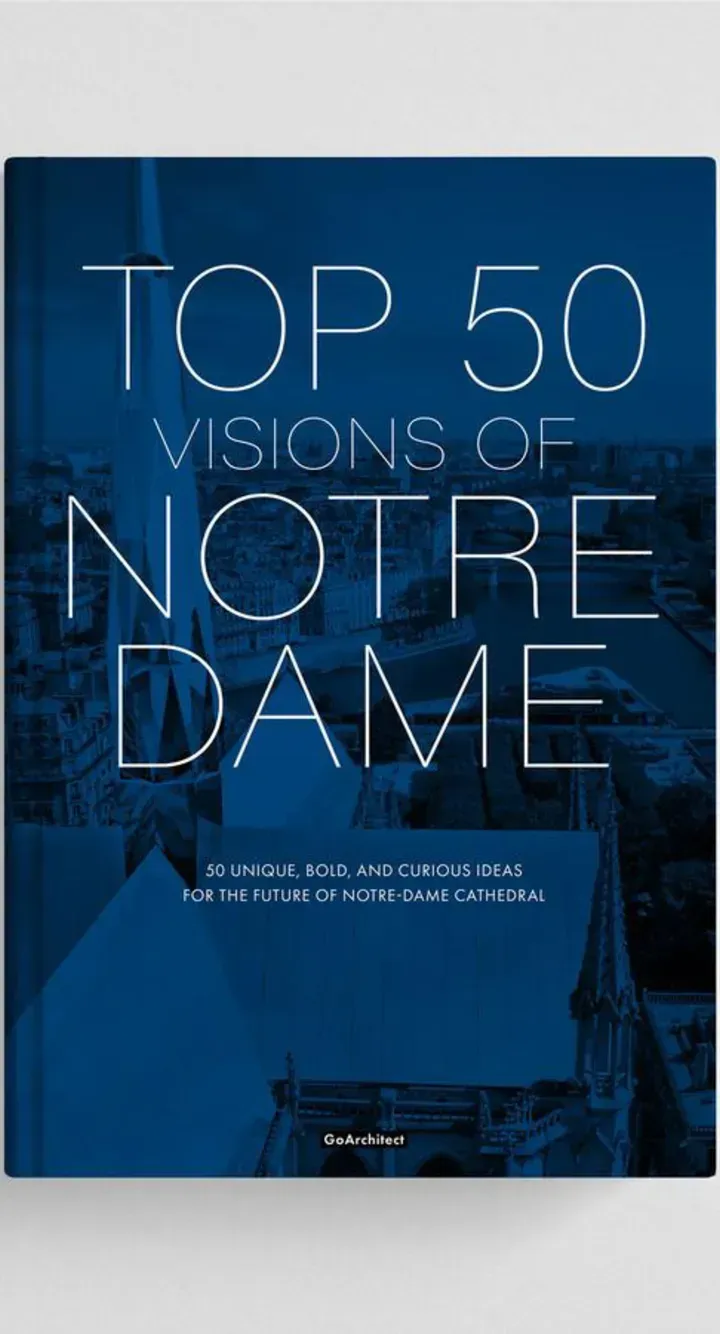 TOP 50
VISIONS OF
NOTRE
DAME
50 UNIQUE, BOLD, AND CURIOUS IDEAS
FOR THE FUTURE OF NOTRE-DAME CATHEDRAL
GoArchitect